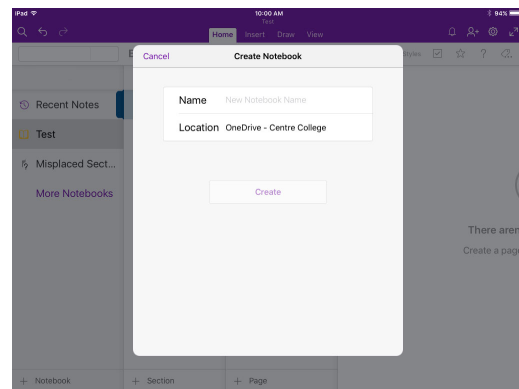 iPad 10:00 AM 94%
Test
Home Insert Draw View
Cancel Create Notebook
Styles
Name New Notebook Name
Location OneDrive - Centre College
Create
Recent Notes
Test
Misplaced Sect...
More Notebooks
There aren
Create a page
+ Notebook + Section + Page